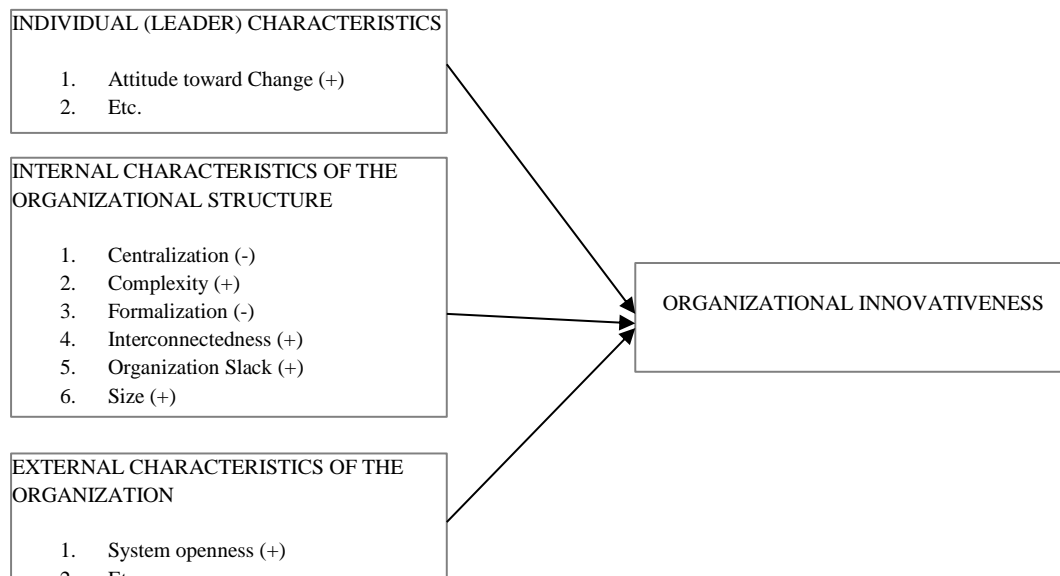 INDIVIDUAL (LEADER) CHARACTERISTICS
1. Attitude toward Change (+)
2. Etc.
INTERNAL CHARACTERISTICS OF THE
ORGANIZATIONAL STRUCTURE
1. Centralization (-)
2. Complexity (+)
3. Formalization (-)
4. Interconnectedness (+)
5. Organization Slack (+)
6. Size (+)
ORGANIZATIONAL INNOVATIVENESS
EXTERNAL CHARACTERISTICS OF THE
ORGANIZATION
1. System openness (+)